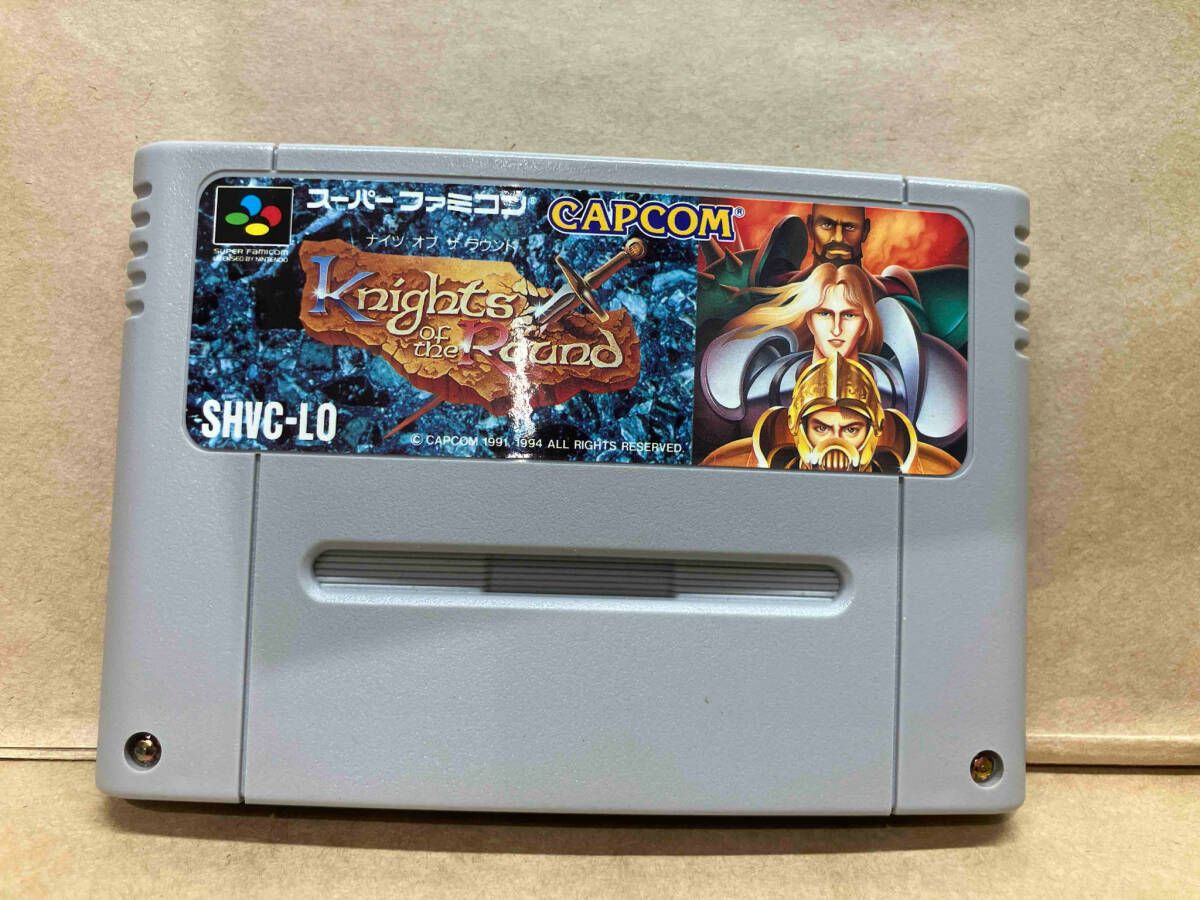 スーパーファミコン®
CAPCOM®
SUPER FAMICOM
LICENSED BY NINTENDO
ナイツ オブ ザ ラウンド
Knights
of
the Round
SHVC-LO
© CAPCOM 1991, 1994 ALL RIGHTS RESERVED.